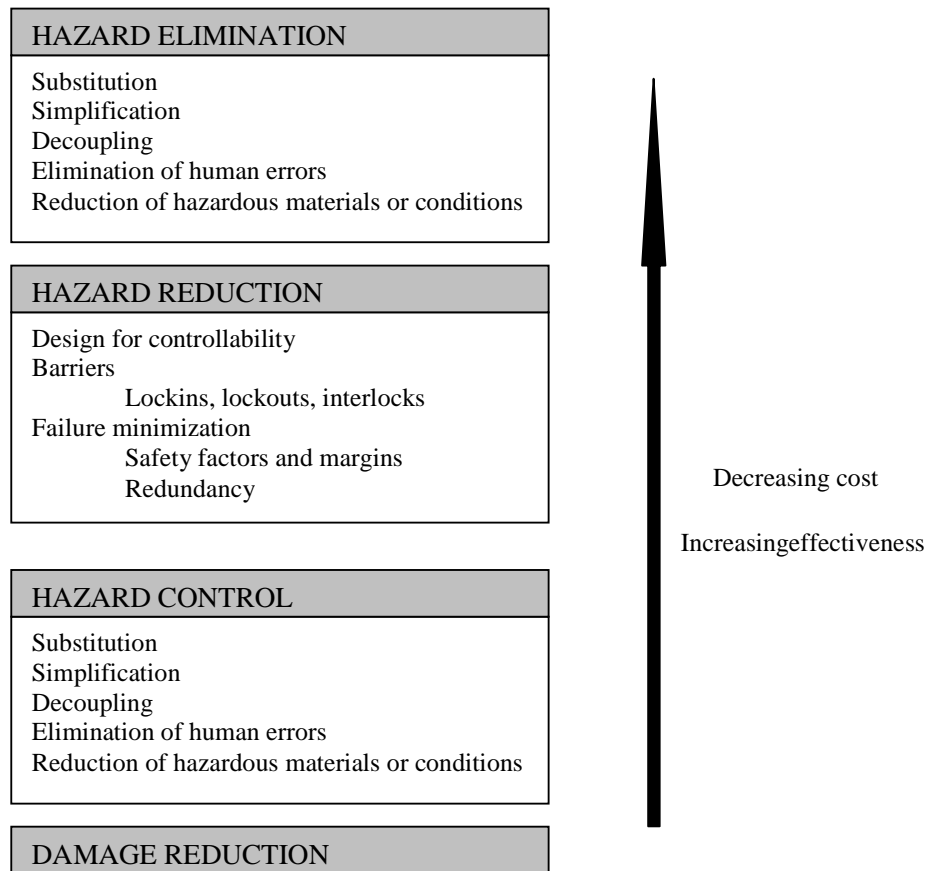 HAZARD ELIMINATION
Substitution
Simplification
Decoupling
Elimination of human errors
Reduction of hazardous materials or conditions
HAZARD REDUCTION
Design for controllability
Barriers
Lockins, lockouts, interlocks
Failure minimization
Safety factors and margins
Redundancy
Decreasing cost
Increasingeffectiveness
HAZARD CONTROL
Substitution
Simplification
Decoupling
Elimination of human errors
Reduction of hazardous materials or conditions
DAMAGE REDUCTION